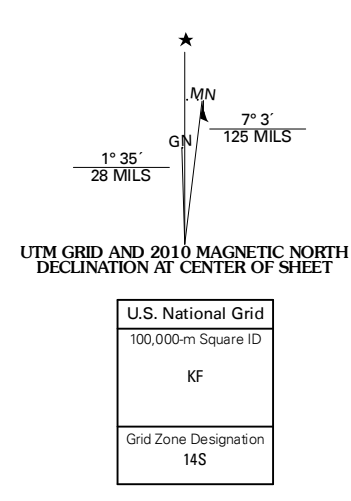 ★
MN
7° 3´
125 MILS
GN
1° 35´
28 MILS
UTM GRID AND 2010 MAGNETIC NORTH
DECLINATION AT CENTER OF SHEET
U.S. National Grid
100,000-m Square ID
KF
Grid Zone Designation
14S